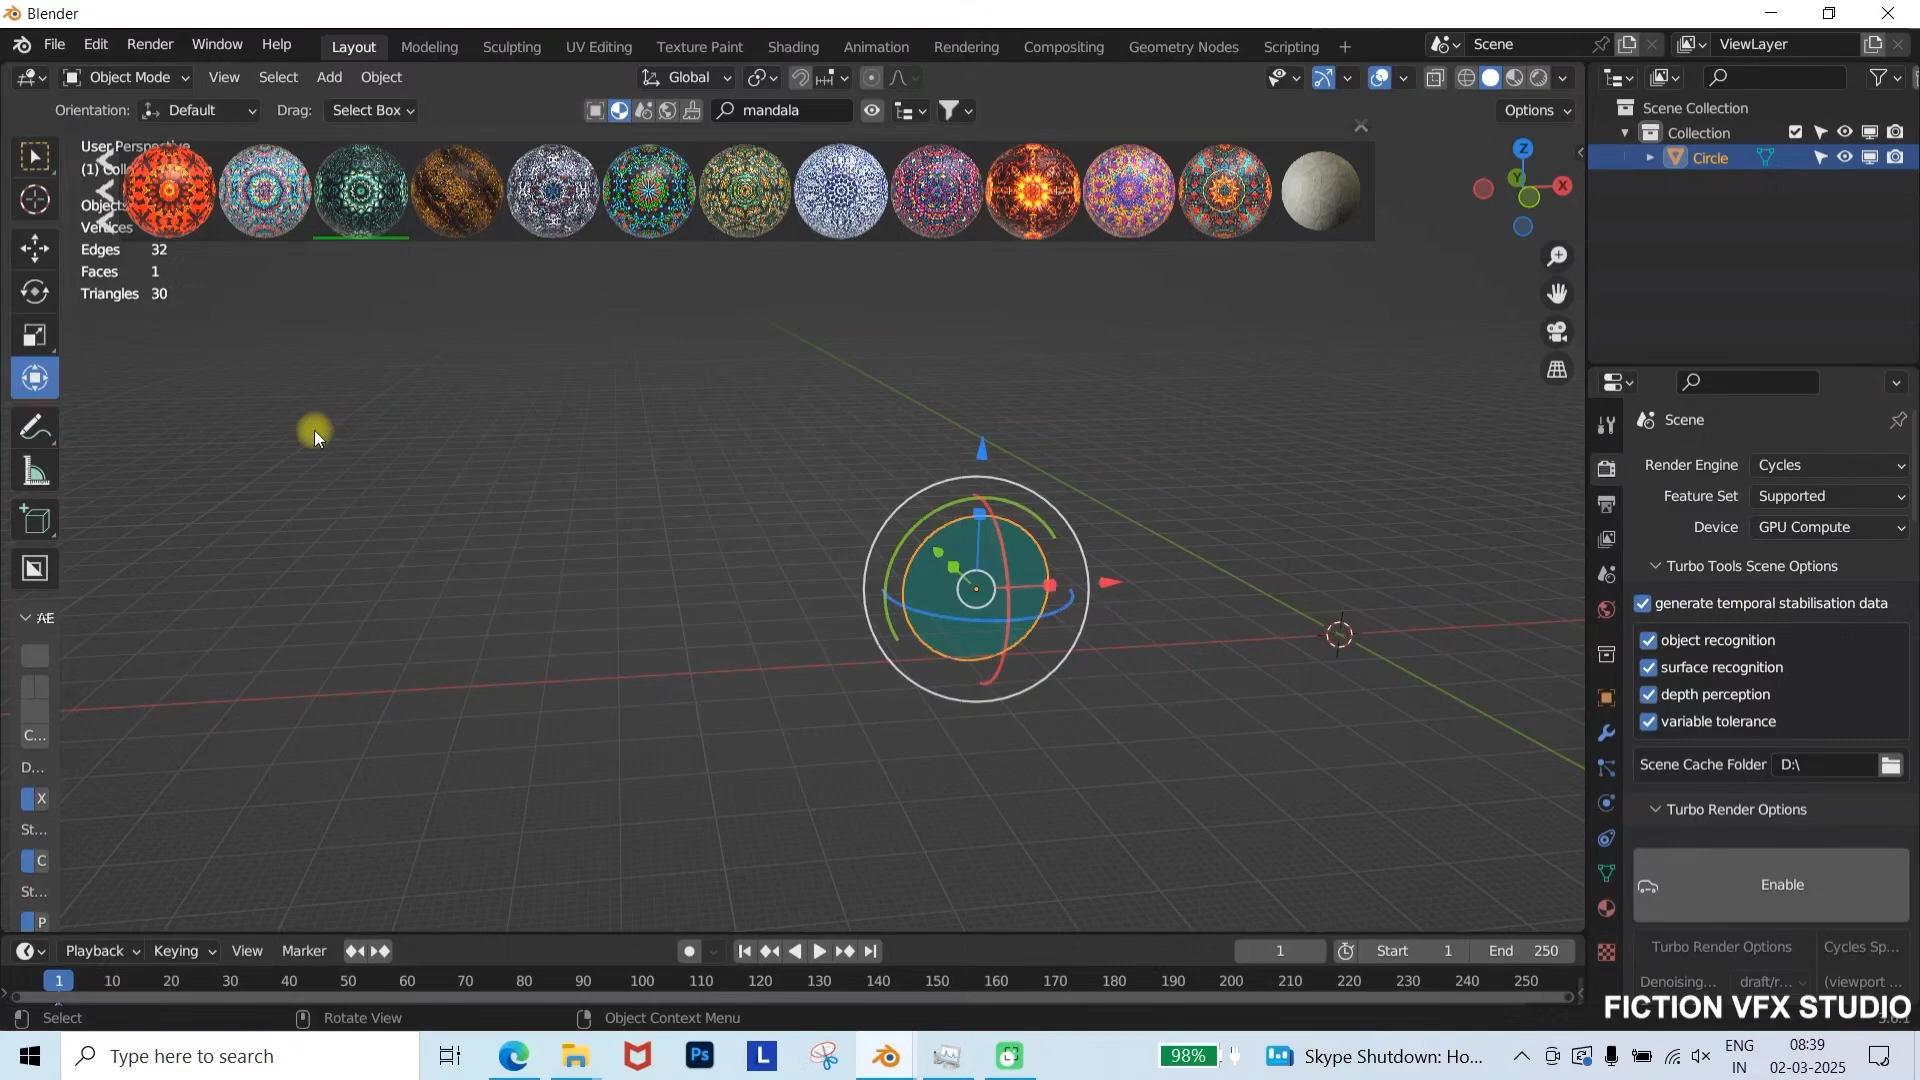 Blender
File Edit Render Window Help
Layout Modeling Sculpting UV Editing Texture Paint Shading Animation Rendering Compositing Geometry Nodes Scripting +
Scene
ViewLayer
Object Mode View Select Add Object
Global
Orientation: Default Drag: Select Box
mandala
Options
User Perspective
(1) Coll
Objects
Vertices
Edges 32
Faces 1
Triangles 30
Z
Y
X
AE
C...
D...
X
St...
C
St...
P
Scene Collection
Collection
Circle
Scene
Render Engine Cycles
Feature Set Supported
Device GPU Compute
Turbo Tools Scene Options
generate temporal stabilisation data
object recognition
surface recognition
depth perception
variable tolerance
Scene Cache Folder D:\
Turbo Render Options
Enable
Turbo Render Options Cycles Sp...
Denoising... draft/r... (viewport ...
Playback Keying View Marker
1 Start 1 End 250
1 10 20 30 40 50 60 70 80 90 100 110 120 130 140 150 160 170 180 190 200 210 220 230 240 250
Select Rotate View Object Context Menu
FICTION VFX STUDIO
Type here to search
Ps
L
98%
Skype Shutdown: Ho...
ENG
IN
08:39
02-03-2025